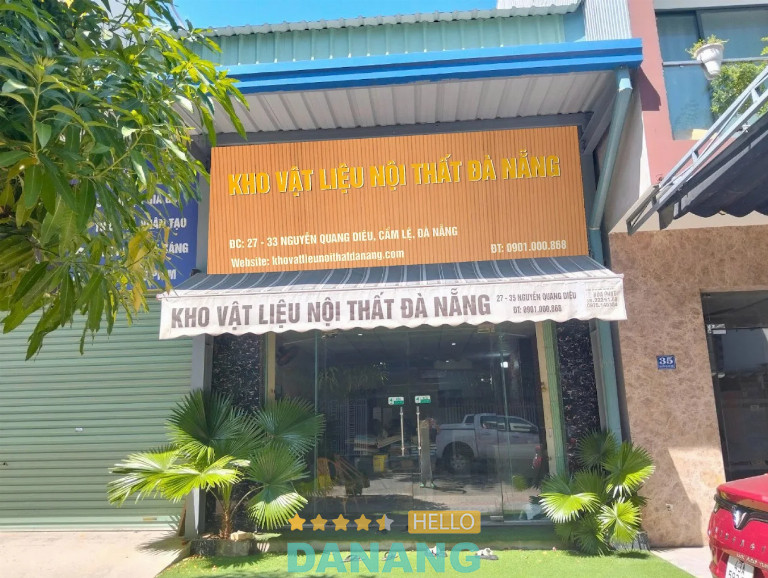 KHO VẬT LIỆU NỘI THẤT ĐÀ NẴNG
ĐC: 27 - 33 NGUYỄN QUANG DIÊU, CẨM LỆ, ĐÀ NẴNG
ĐT: 0901.000.868
Website: khovatlieunoithatdanang.com
KHO VẬT LIỆU NỘI THẤT ĐÀ NẴNG
27 - 35 NGUYỄN QUANG DIỆU
ĐT: 0901.000.868
35
HELLO
DANANG